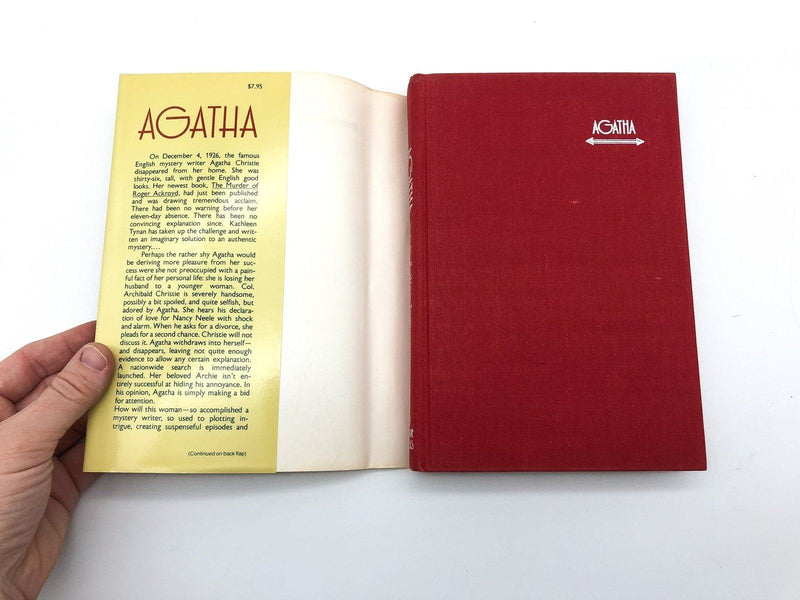 $7.95
AGATHA
On December 4, 1926, the famous
English mystery writer Agatha Christie
disappeared from her home. She was
thirty-six, tall, with gentle English good
looks. Her newest book, The Murder of
Roger Ackroyd, had just been published
and was drawing tremendous acclaim.
There had been no warning before her
eleven-day absence. There has been no
convincing explanation since. Kathleen
Tynan has taken up the challenge and writ-
ten an imaginary solution to an authentic
mystery....
Perhaps the rather shy Agatha would
be deriving more pleasure from her suc-
cess were she not preoccupied with a pain-
ful fact of her personal life: she is losing her
husband to a younger woman. Col.
Archibald Christie is severely handsome,
possibly a bit spoiled, and quite selfish, but
adored by Agatha. She hears his declara-
tion of love for Nancy Neele with shock
and alarm. When he asks for a divorce, she
pleads for a second chance. Christie will not
discuss it. Agatha withdraws into herself—
and disappears, leaving not quite enough
evidence to allow any certain explanation.
A nationwide search is immediately
launched. Her beloved Archie isn't en-
tirely successful at hiding his annoyance. In
his opinion, Agatha is simply making a bid
for attention.
How will this woman—so accomplished a
mystery writer, so used to plotting in-
trigue, creating suspenseful episodes and
(Continued on back flap)
AGATHA